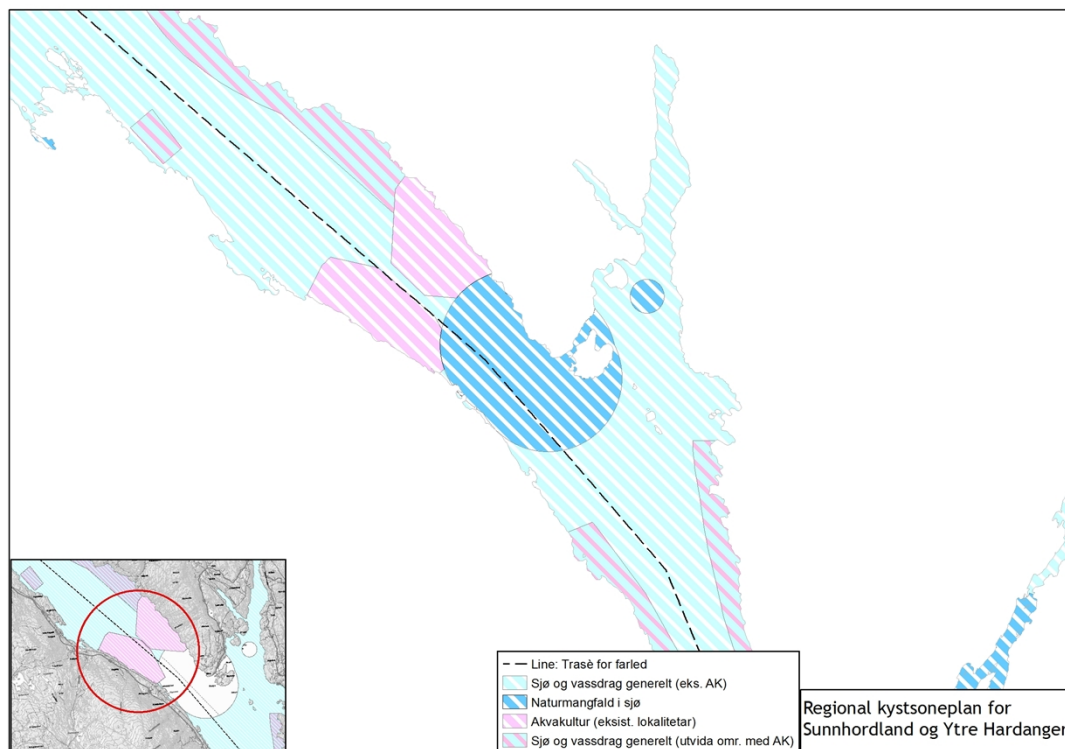 Line: Trasè for farled
Sjø og vassdrag generelt (eks. AK)
Naturmangfald i sjø
Akvakultur (eksist. lokalitetar)
Sjø og vassdrag generelt (utvida omr. med AK)
Regional kystsoneplan for
Sunnhordland og Ytre Hardanger